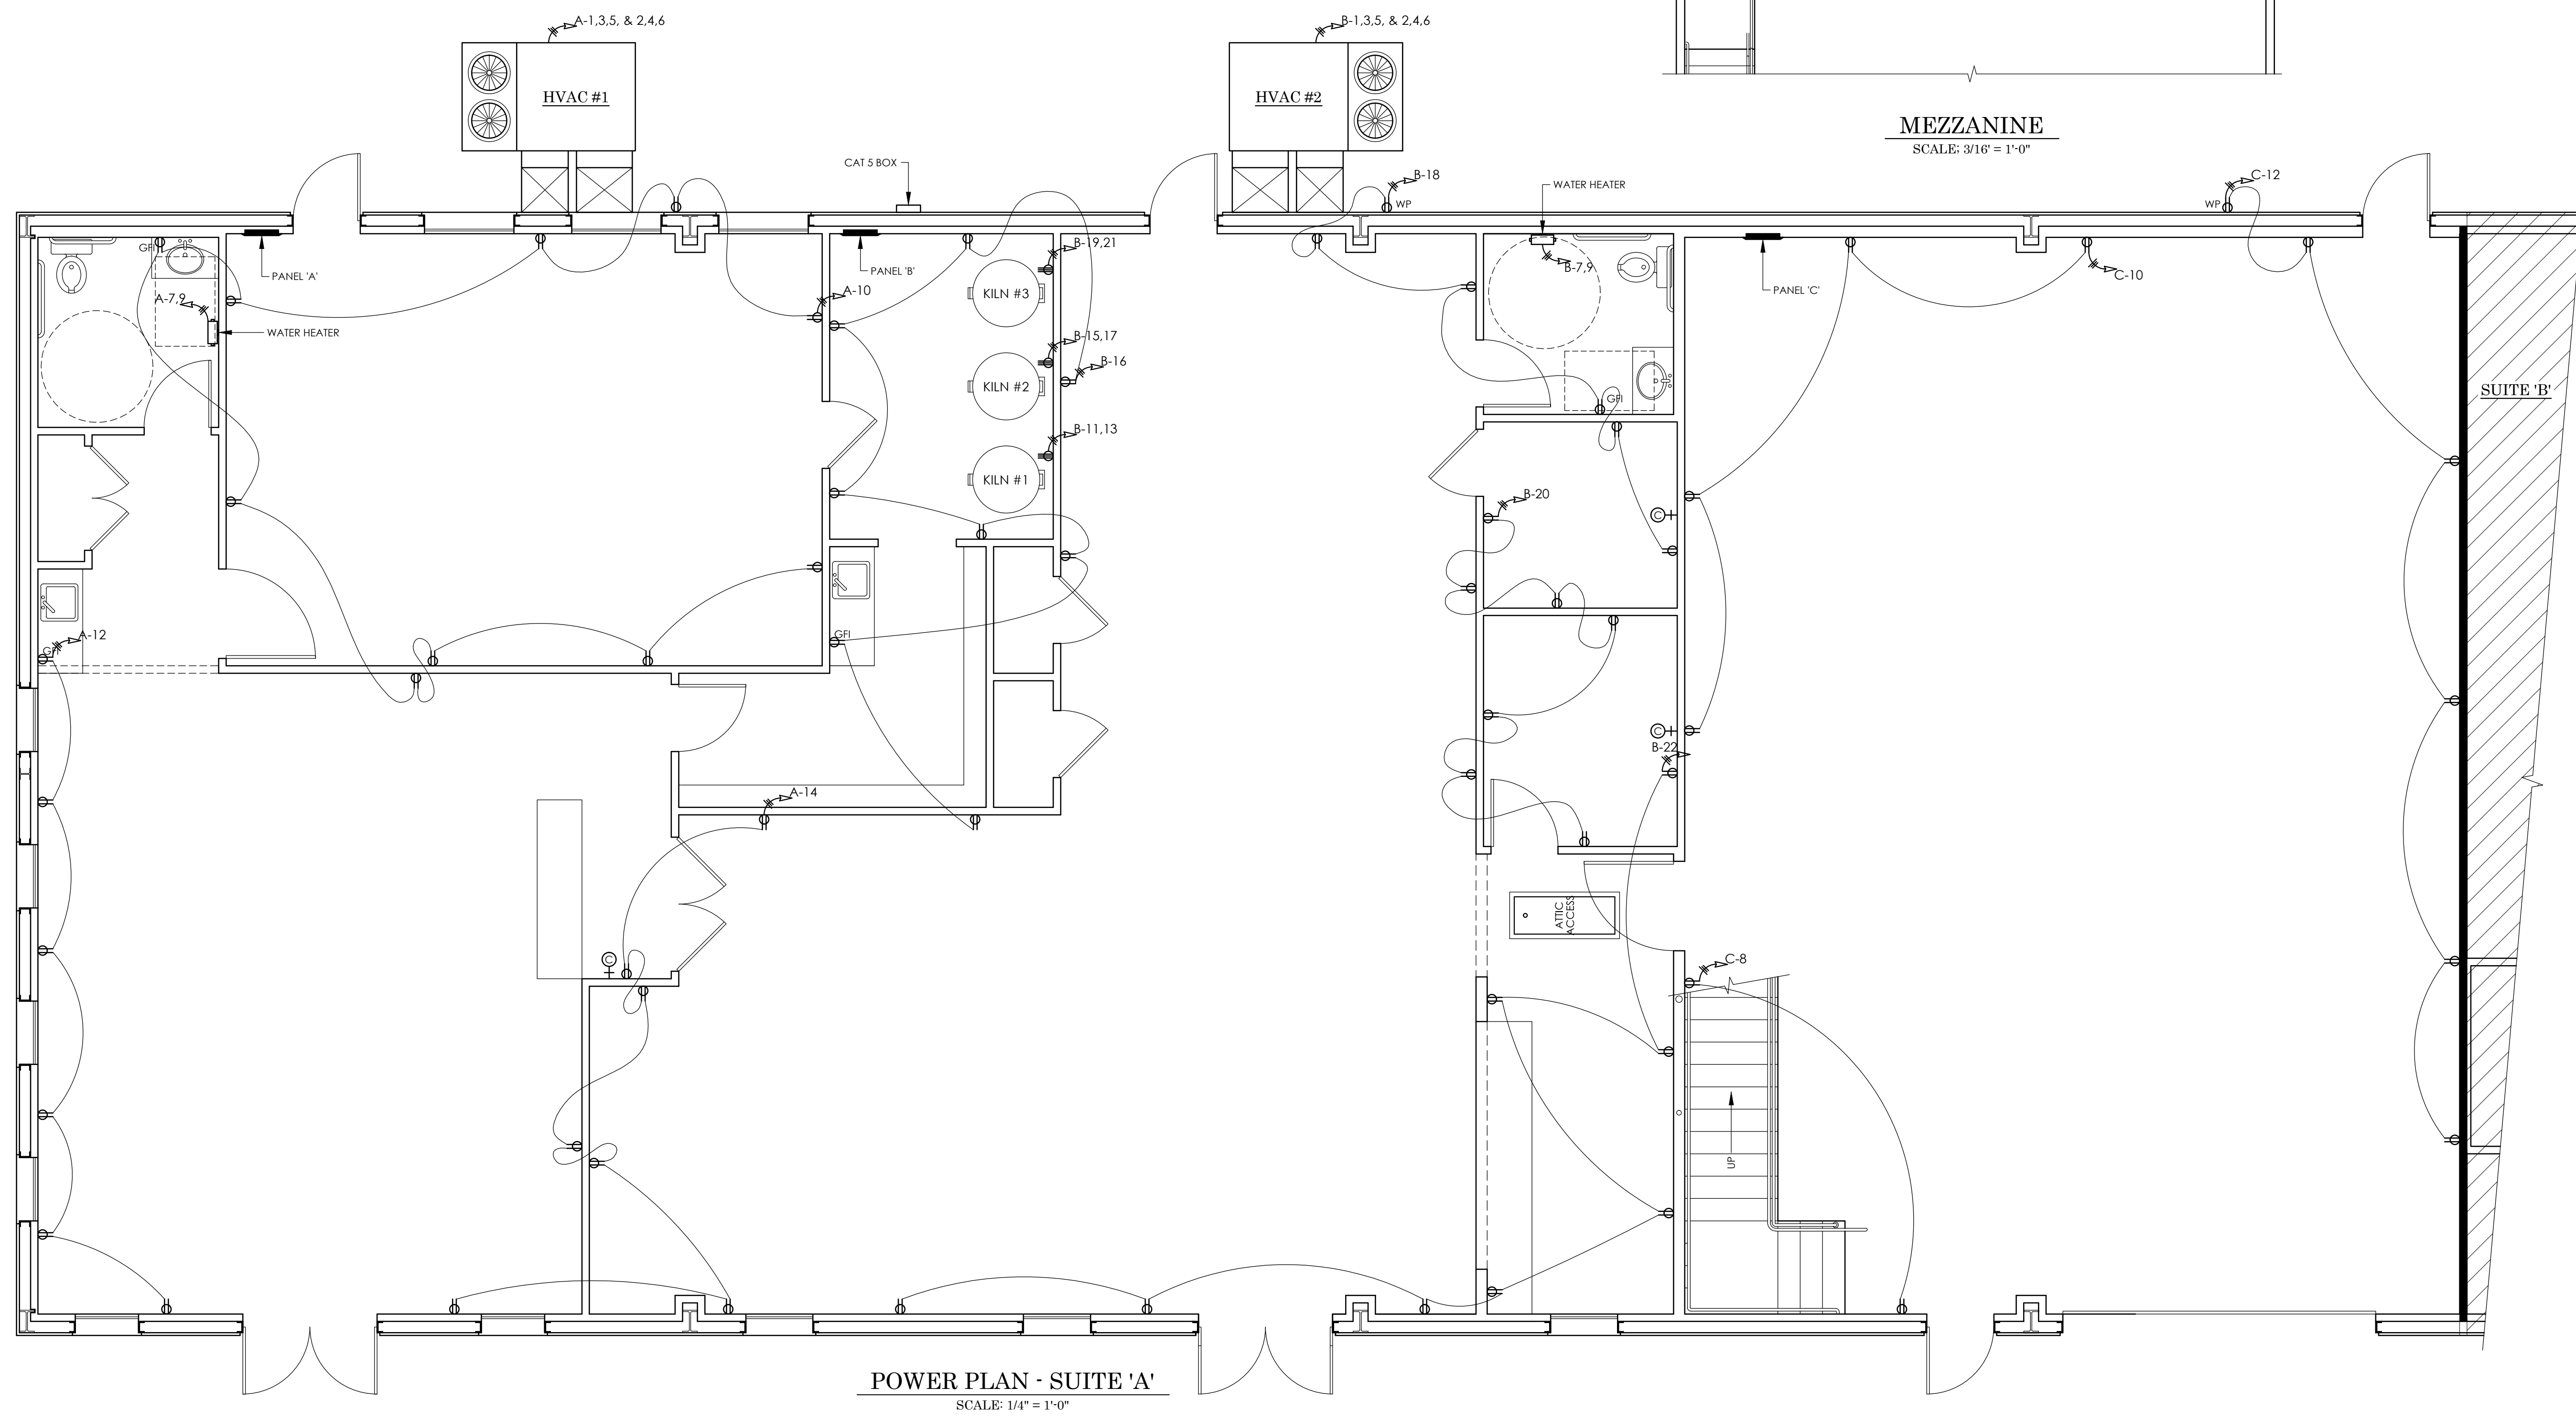 A-1,3,5, & 2,4,6
B-1,3,5, & 2,4,6
HVAC #1
HVAC #2
MEZZANINE
SCALE: 3/16' = 1'-0"
CAT 5 BOX
B-18
WP
WATER HEATER
C-12
WP
GFI
PANEL 'A'
PANEL 'B'
B-19,21
B-7,9
C-10
A-7,9
A-10
KILN #3
PANEL 'C'
WATER HEATER
B-15,17
B-16
KILN #2
SUITE 'B'
GFI
B-11,13
KILN #1
B-20
C
A-12
GFI
GFI
C
B-22
A-14
ATTIC
ACCESS
C
C-8
UP
POWER PLAN - SUITE 'A'
SCALE: 1/4" = 1'-0"